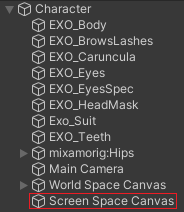 Character
EXO_Body
EXO_BrowsLashes
EXO_Caruncula
EXO_Eyes
EXO_EyesSpec
EXO_HeadMask
Exo_Suit
EXO_Teeth
mixamorig:Hips
Main Camera
World Space Canvas
Screen Space Canvas